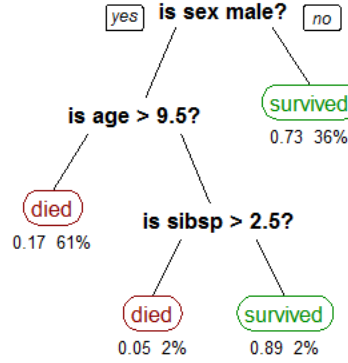 yes is sex male? no
is age > 9.5?
survived
0.73 36%
died
0.17 61%
is sibsp > 2.5?
died survived
0.05 2% 0.89 2%